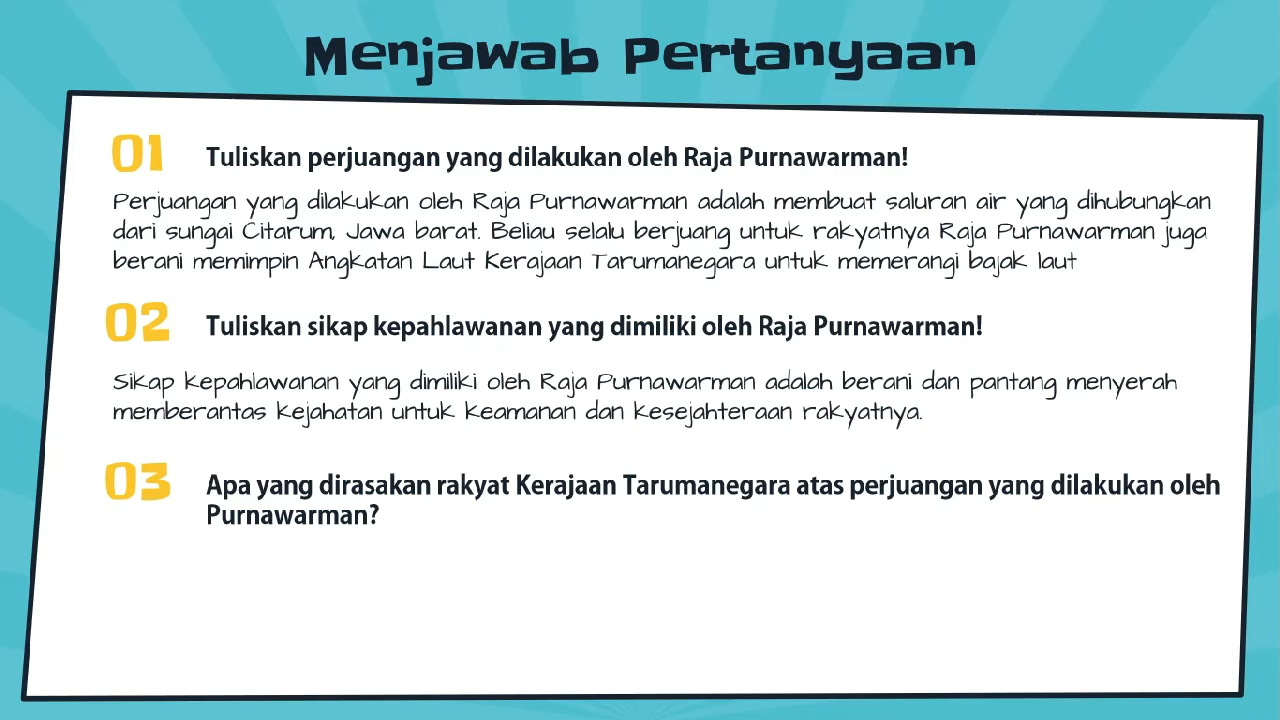 Menjawab Pertanyaan
01 Tuliskan perjuangan yang dilakukan oleh Raja Purnawarman!
Perjuangan yang dilakukan oleh Raja Purnawarman adalah membuat saluran air yang dihubungkan
dari sungai Citarum, Jawa barat. Beliau selalu berjuang untuk rakyatnya Raja Purnawarman juga
berani memimpin Angkatan Laut Kerajaan Tarumanegara untuk memerangi bajak laut
02 Tuliskan sikap kepahlawanan yang dimiliki oleh Raja Purnawarman!
Sikap kepahlawanan yang dimiliki oleh Raja Purnawarman adalah berani dan pantang menyerah
memberantas kejahatan untuk keamanan dan kesejahteraan rakyatnya.
03 Apa yang dirasakan rakyat Kerajaan Tarumanegara atas perjuangan yang dilakukan oleh
Purnawarman?